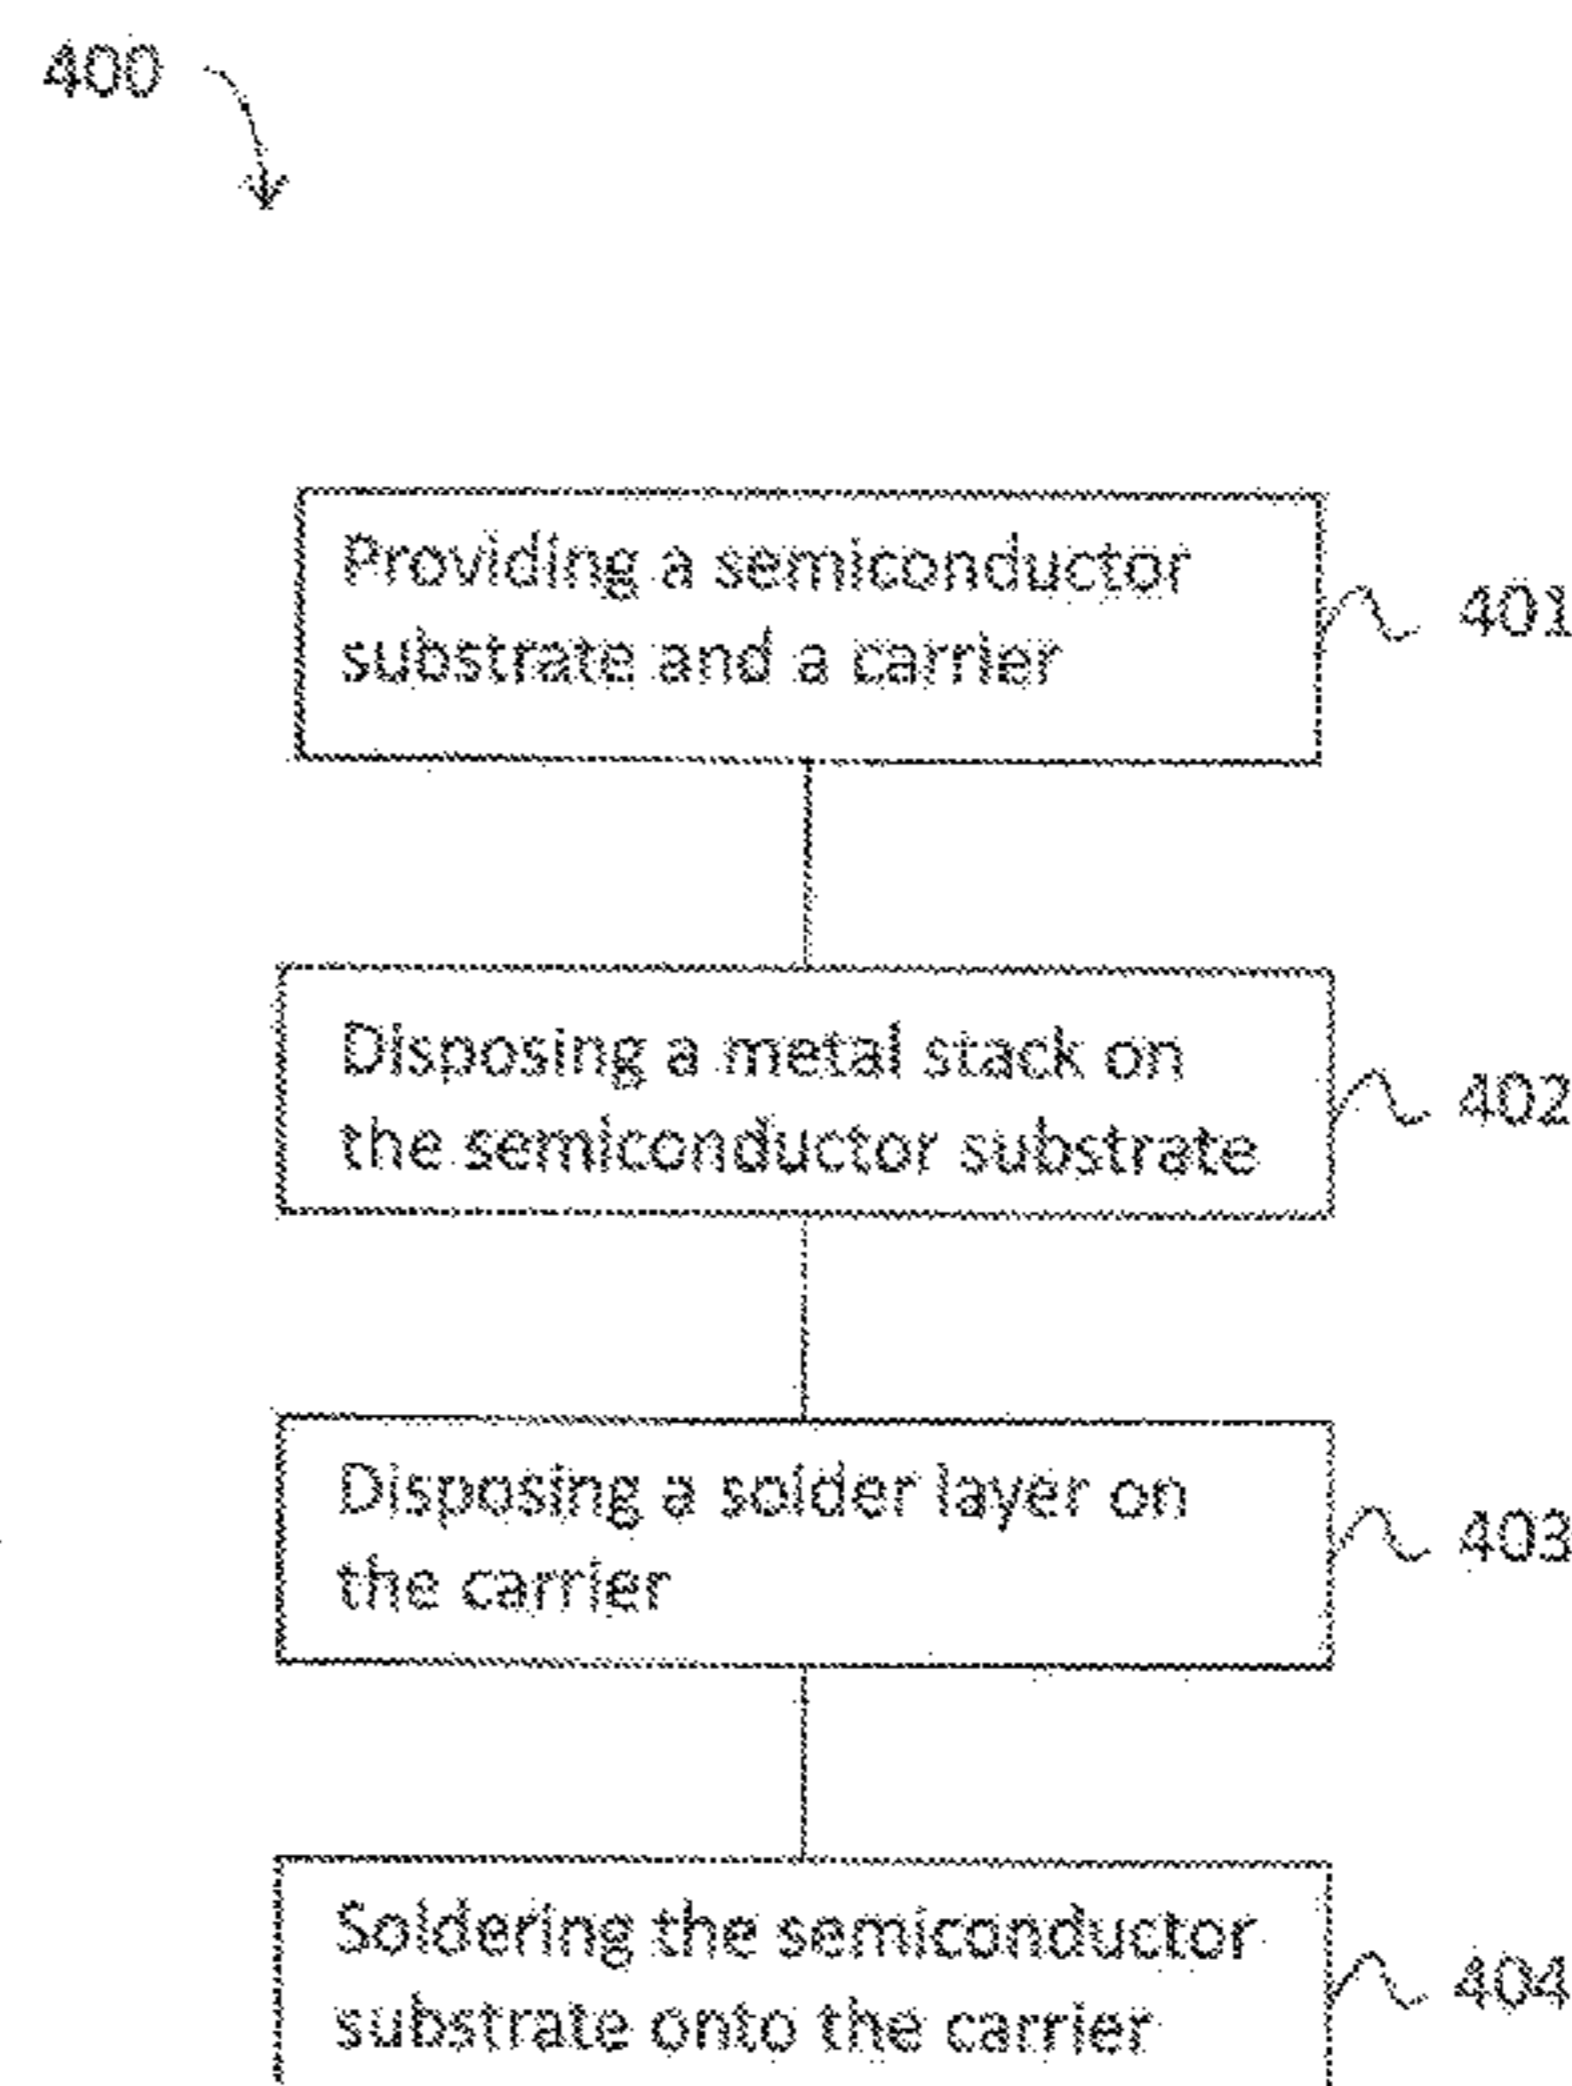 400
Providing a semiconductor
substrate and a carrier
401
Disposing a metal stack on
the semiconductor substrate
402
Disposing a solder layer on
the carrier
403
Soldering the semiconductor
substrate onto the carrier
404